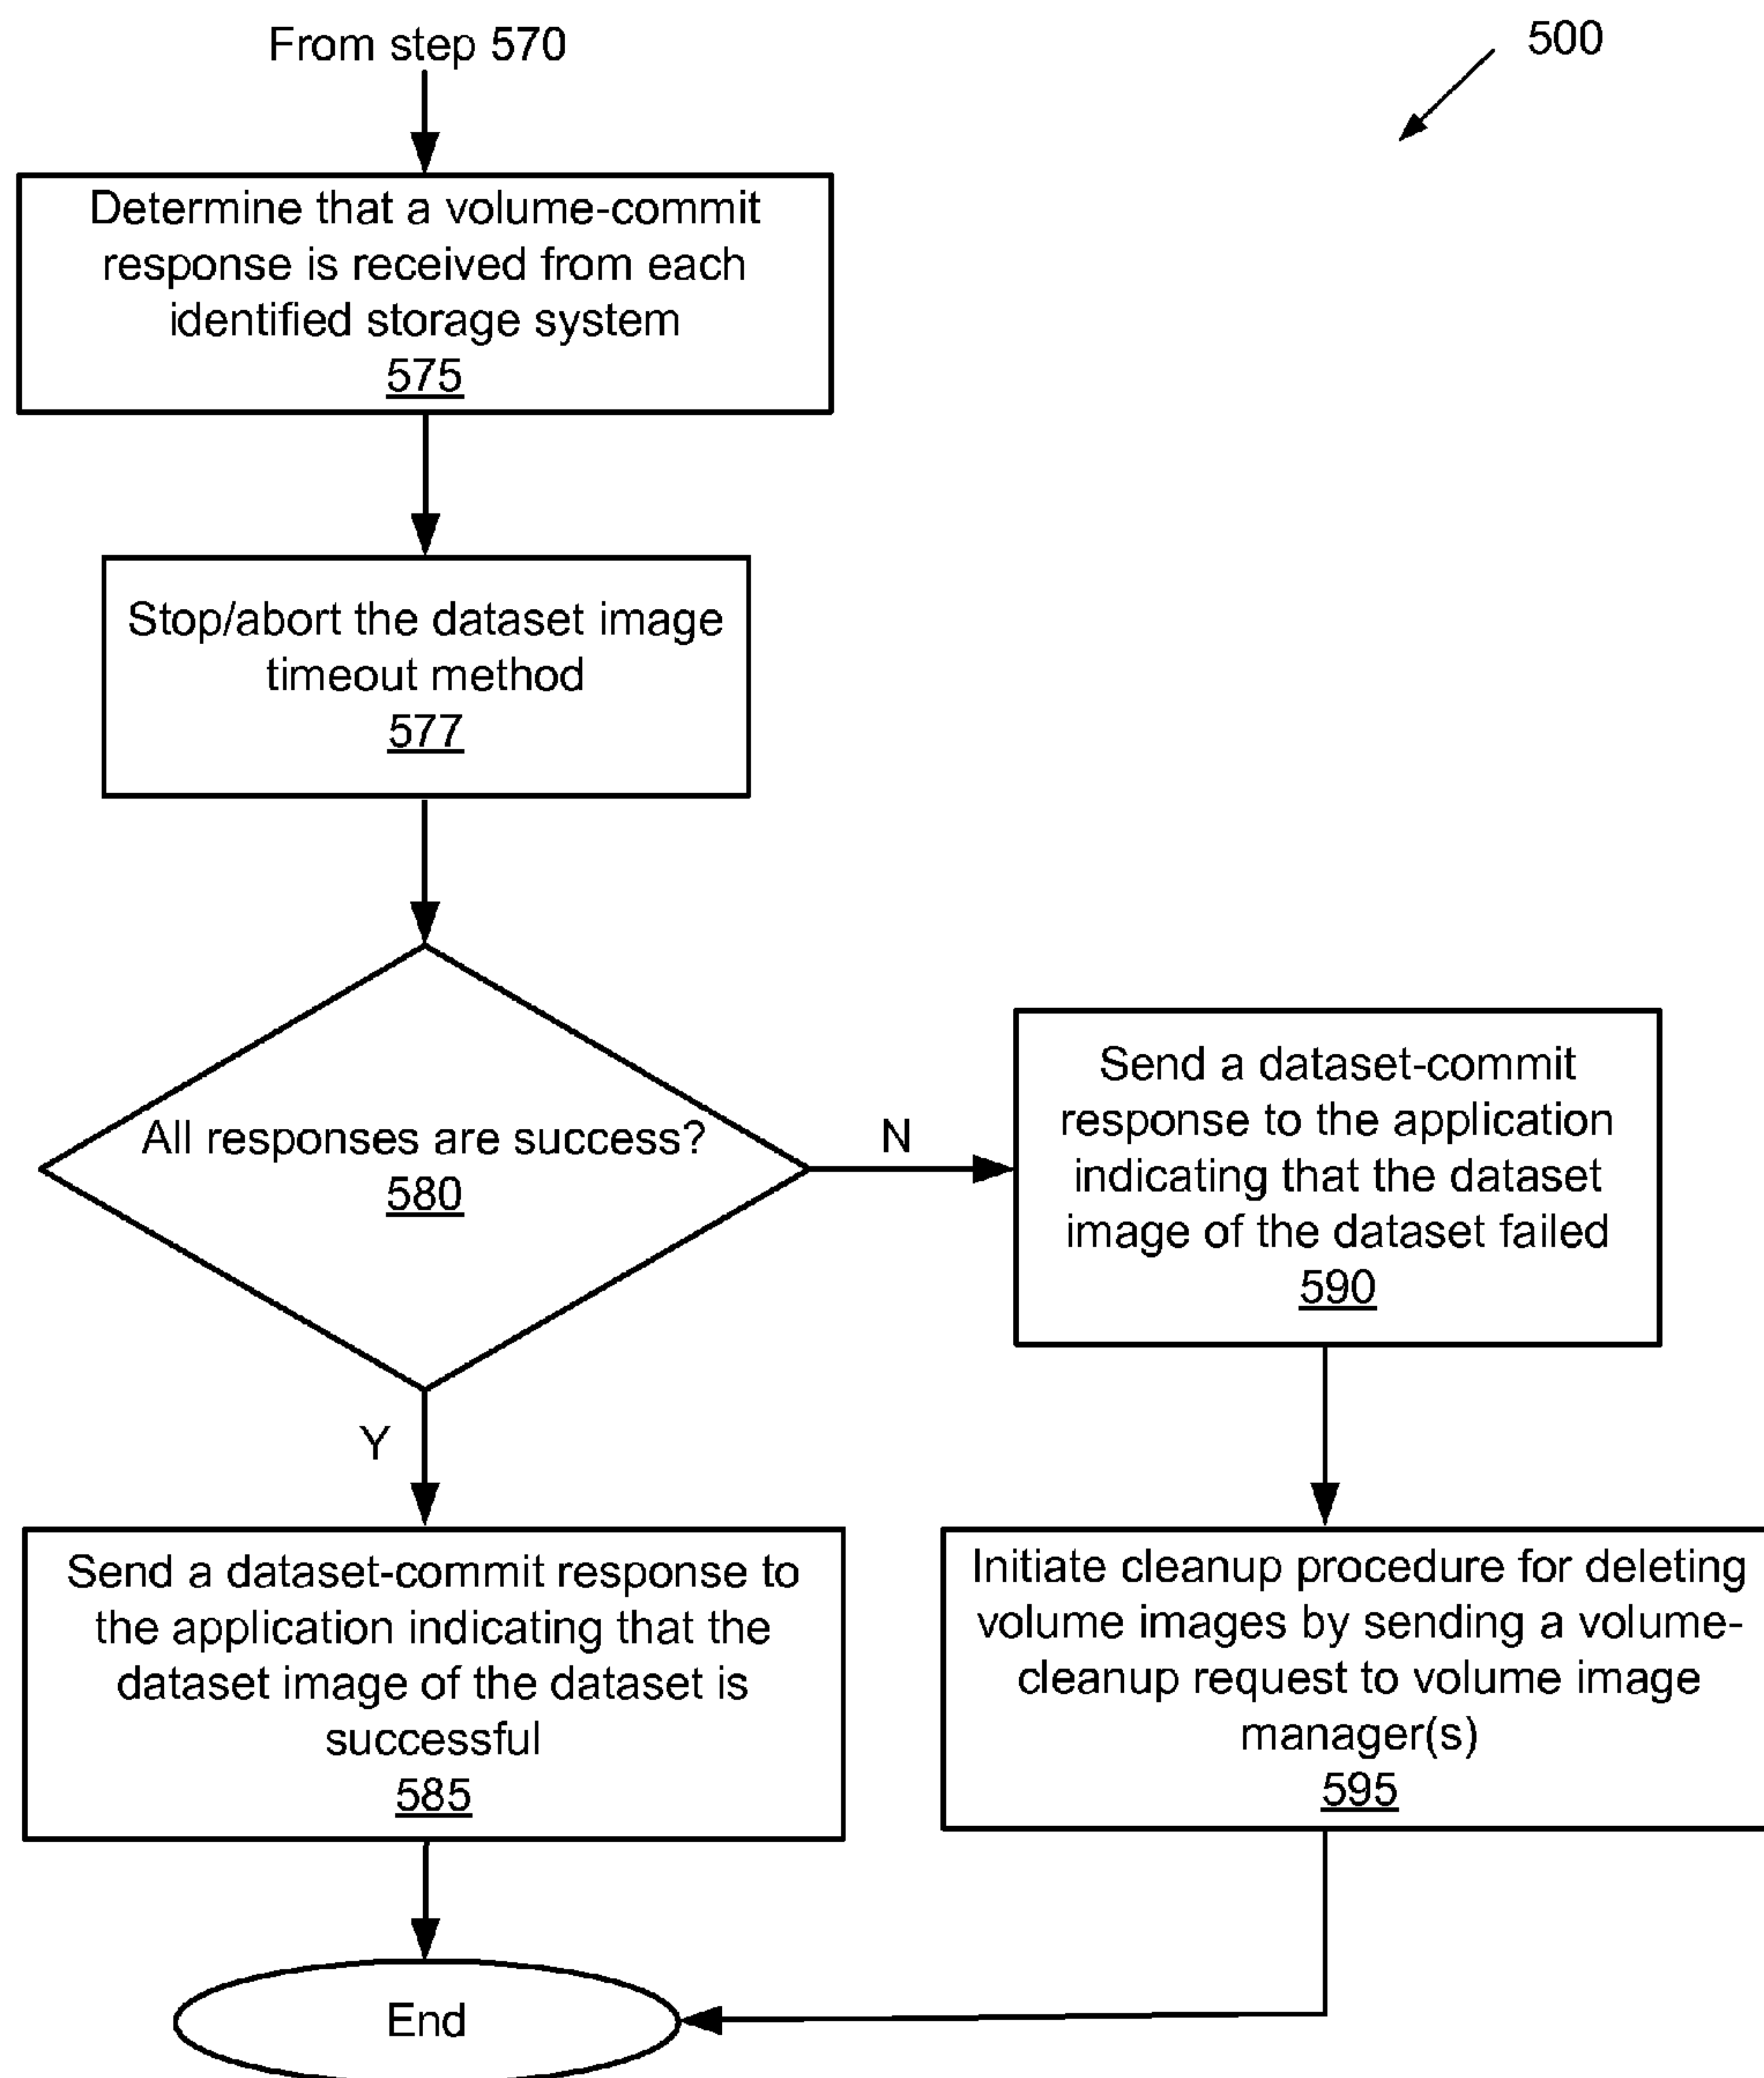 From step 570
500
Determine that a volume-commit
response is received from each
identified storage system
575
Stop/abort the dataset image
timeout method
577
All responses are success?
580
N
Send a dataset-commit
response to the application
indicating that the dataset
image of the dataset failed
590
Y
Send a dataset-commit response to
the application indicating that the
dataset image of the dataset is
successful
585
Initiate cleanup procedure for deleting
volume images by sending a volume-
cleanup request to volume image
manager(s)
595
End